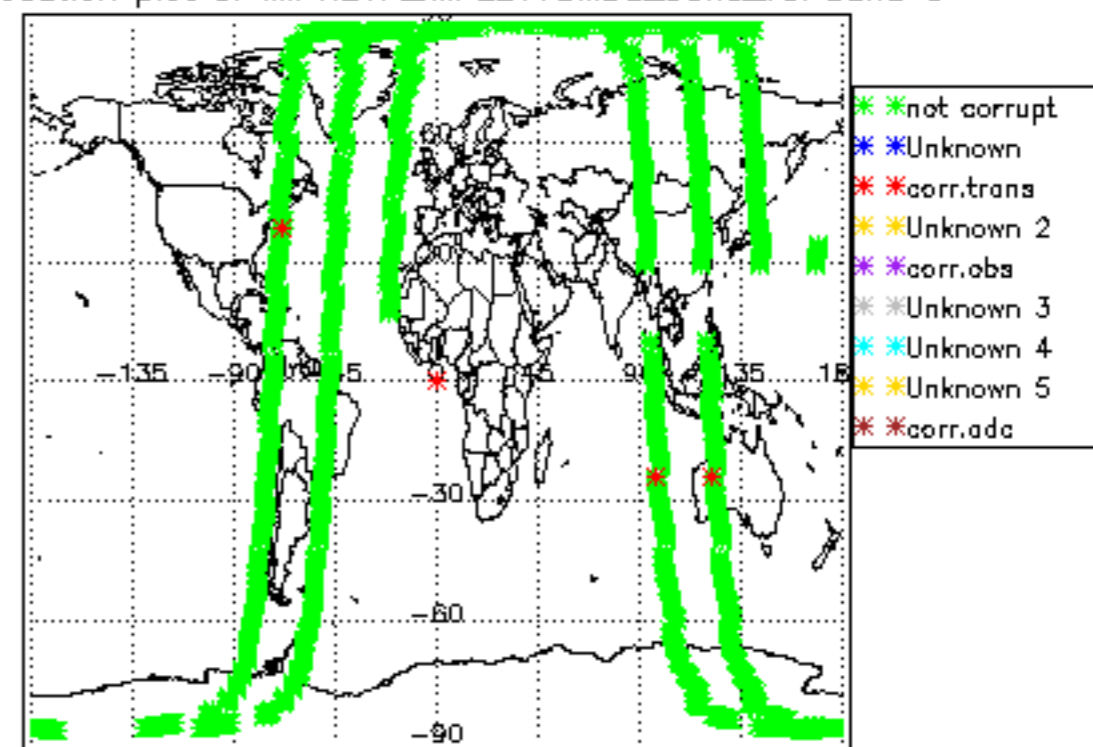 not corrupt
Unknown
corr.trans
Unknown 2
corr.obs
Unknown 3
Unknown 4
Unknown 5
corr.adc
60
-135
-90
45
90
135
-30
-60
-90